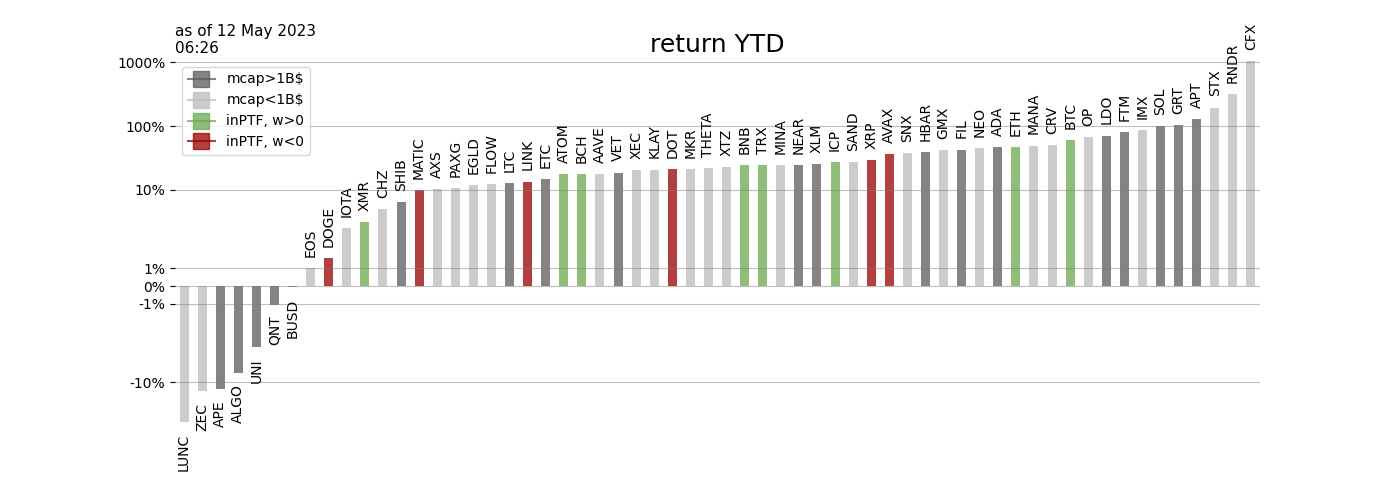 as of 12 May 2023
06:26
return YTD
1000%
100%
10%
1%
0%
-1%
-10%
mcap>1B$
mcap<1B$
inPTF, w>0
inPTF, w<0
LUNC
ZEC
APE
ALGO
UNI
QNT
BUSD
EOS
DOGE
IOTA
XMR
CHZ
SHIB
MATIC
AXS
PAXG
EGLD
FLOW
LTC
LINK
ETC
ATOM
BCH
AAVE
VET
XEC
KLAY
DOT
MKR
THETA
XTZ
BNB
TRX
MINA
NEAR
XLM
ICP
SAND
XRP
AVAX
SNX
HBAR
GMX
FIL
NEO
ADA
ETH
MANA
CRV
BTC
OP
LDO
FTM
IMX
SOL
GRT
APT
STX
RNDR
CFX